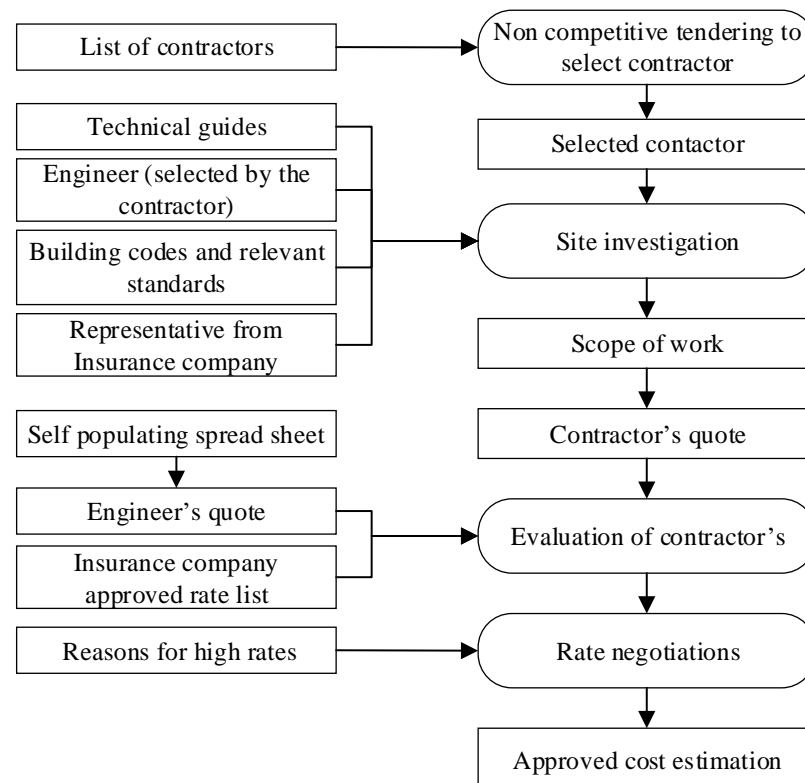 List of contractors
Non competitive tendering to
select contractor
Technical guides
Selected contactor
Engineer (selected by the
contractor)
Site investigation
Building codes and relevant
standards
Representative from
Insurance company
Scope of work
Self populating spread sheet
Contractor’s quote
Engineer’s quote
Evaluation of contractor’s
Insurance company
approved rate list
Reasons for high rates
Rate negotiations
Approved cost estimation